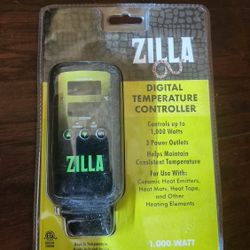 ZILLA
DIGITAL
TEMPERATURE
CONTROLLER
Controls up to
1,000 Watts
3 Power Outlets
Helps Maintain
Consistent Temperature
For Use With:
Ceramic Heat Emitters,
Heat Mats, Heat Tape, and
Other Heating Elements
ZILLA
1,000 WATT